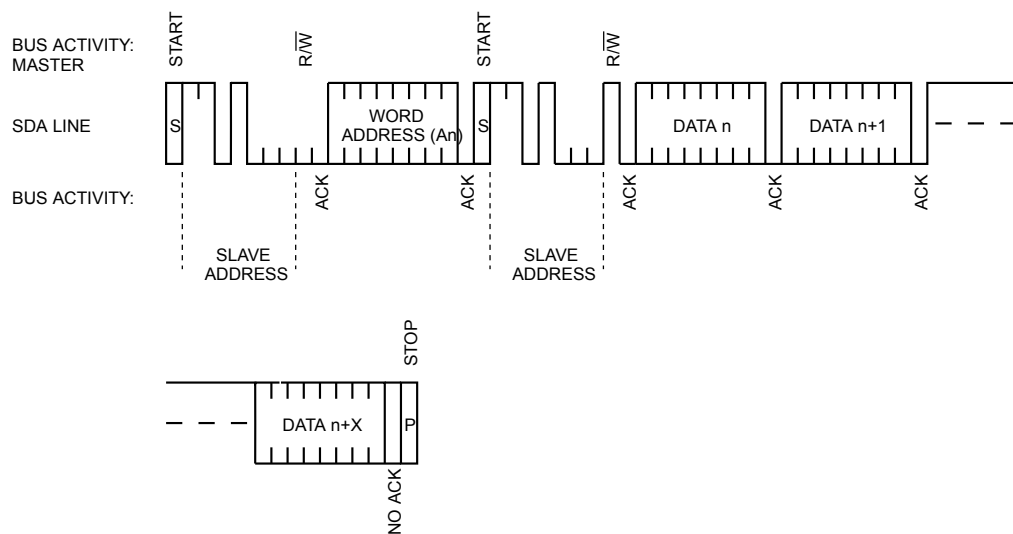 BUS ACTIVITY:
MASTER
START
R/W
START
R/W
SDA LINE
S
WORD
ADDRESS (An)
S
DATA n
DATA n+1
BUS ACTIVITY:
ACK
ACK
ACK
ACK
ACK
SLAVE
ADDRESS
SLAVE
ADDRESS
STOP
DATA n+X
P
NO ACK